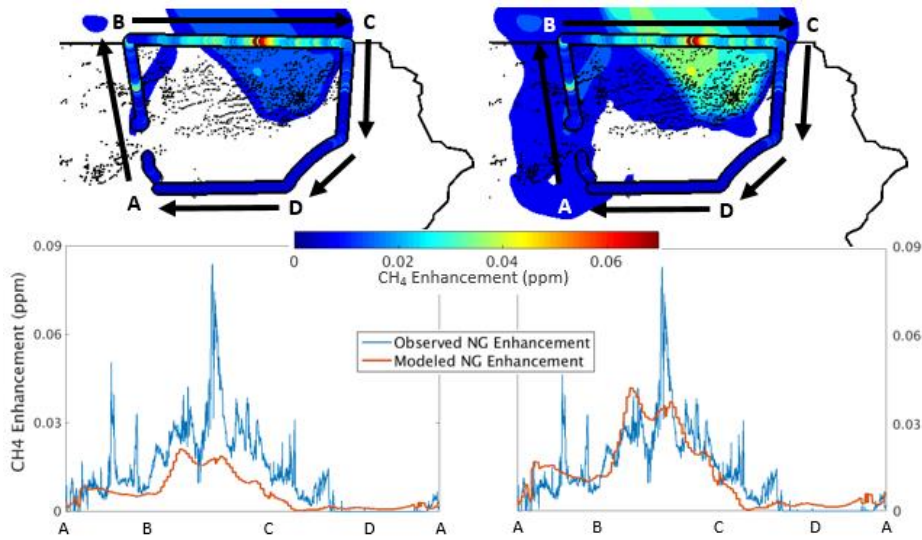 B C B C
A D A D
0 0.02 0.04 0.06
CH₄ Enhancement (ppm)
0.09 0.09
0.06 0.06
0.03 0.03
0 0
CH4 Enhancement (ppm)
Observed NG Enhancement
Modeled NG Enhancement
A B C D A A B C D A